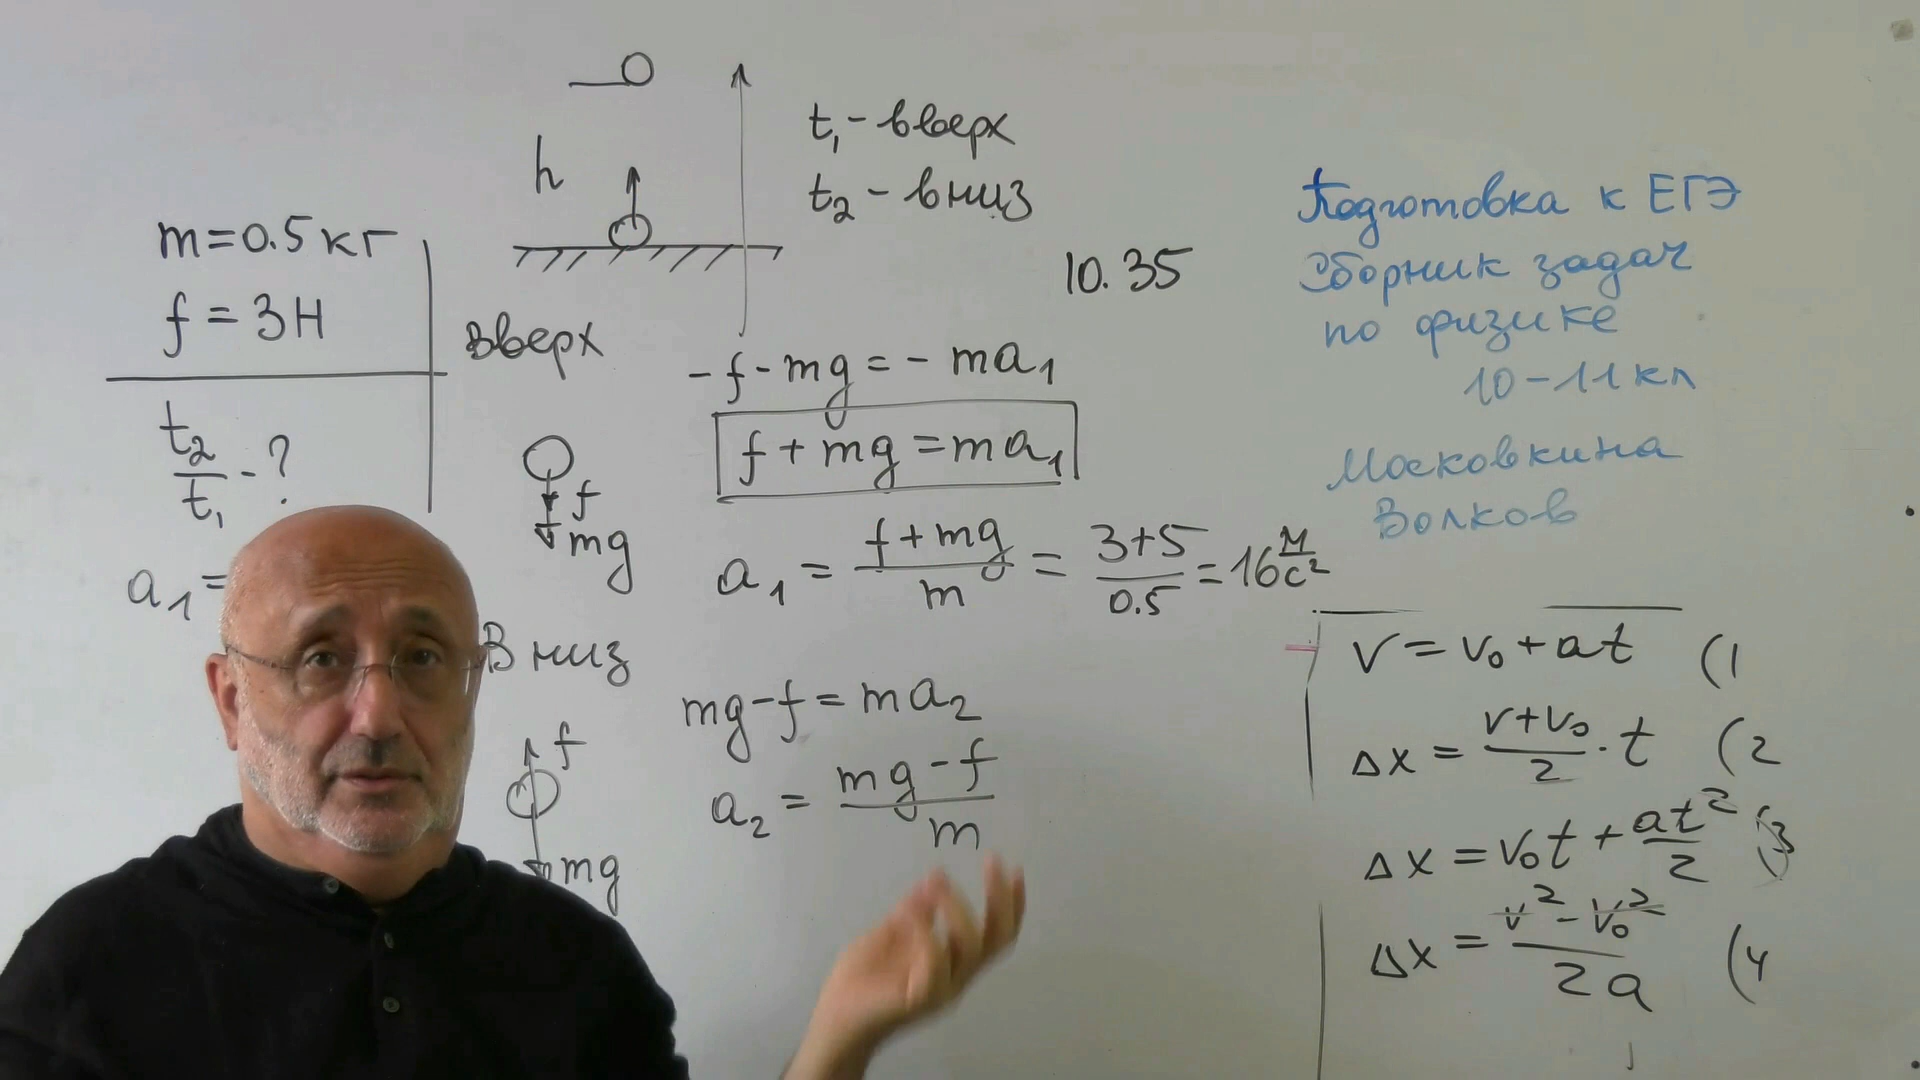 h
t₁ - вверх
t₂ - вниз
m = 0.5 кг
f = 3 Н
t₂/t₁ - ?
a₁ =
10.35
Подготовка к ЕГЭ
Сборник задач
по физике
10-11 кл
Московкина
Волков
вверх
-f - mg = - ma₁
f + mg = ma₁
f
mg
a₁ = (f + mg)/m = (3+5)/0.5 = 16 м/с²
Вниз
mg - f = ma₂
a₂ = (mg - f)/m
f
mg
v = v₀ + at (1
Δx = (v + v₀)/2 · t (2
Δx = v₀t + at²/2 (3
Δx = (v² - v₀²)/2a (4